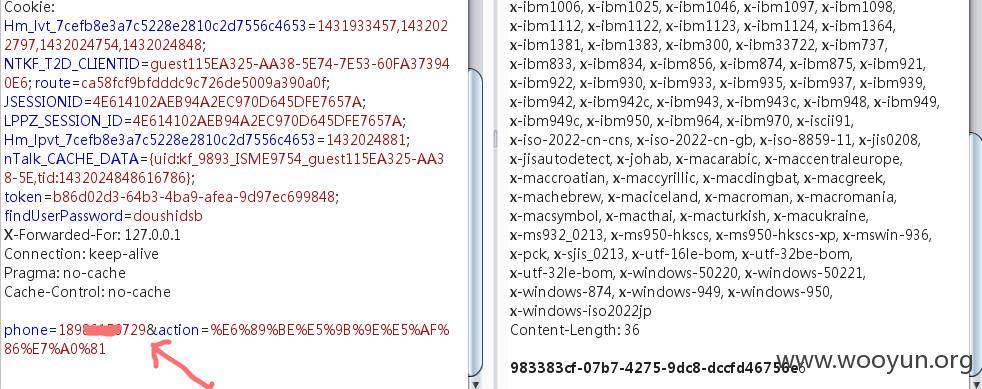 Cookie:
Hm_lvt_7cefb8e3a7c5228e2810c2d7556c4653=1431933457,143202
2797,1432024754,1432024848;
NTKF_T2D_CLIENTID=guest115EA325-AA38-5E74-7E53-60FA37394
0E6; route=ca58fcf9bfdddc9c726de5009a390a0f;
JSESSIONID=4E614102AEB94A2EC970D645DFE7657A;
LPPZ_SESSION_ID=4E614102AEB94A2EC970D645DFE7657A;
Hm_lpvt_7cefb8e3a7c5228e2810c2d7556c4653=1432024881;
nTalk_CACHE_DATA={uid:kf_9893_ISME9754_guest115EA325-AA3
8-5E,tid:1432024848616786};
token=b86d02d3-64b3-4ba9-afea-9d97ec699848;
findUserPassword=doushidsb
X-Forwarded-For: 127.0.0.1
Connection: keep-alive
Pragma: no-cache
Cache-Control: no-cache
phone=189 729&action=%E6%89%BE%E5%9B%9E%E5%AF%
86%E7%A0%81
x-ibm1006, x-ibm1025, x-ibm1046, x-ibm1097, x-ibm1098,
x-ibm1112, x-ibm1122, x-ibm1123, x-ibm1124, x-ibm1364,
x-ibm1381, x-ibm1383, x-ibm300, x-ibm33722, x-ibm737,
x-ibm833, x-ibm834, x-ibm856, x-ibm874, x-ibm875, x-ibm921,
x-ibm922, x-ibm930, x-ibm933, x-ibm935, x-ibm937, x-ibm939,
x-ibm942, x-ibm942c, x-ibm943, x-ibm943c, x-ibm948, x-ibm949,
x-ibm949c, x-ibm950, x-ibm964, x-ibm970, x-iscii91,
x-iso-2022-cn-cns, x-iso-2022-cn-gb, x-iso-8859-11, x-jis0208,
x-jisautodetect, x-johab, x-macarabic, x-maccentraleurope,
x-maccroatian, x-maccyrillic, x-macdingbat, x-macgreek,
x-machebrew, x-maciceland, x-macroman, x-macromania,
x-macsymbol, x-macthai, x-macturkish, x-macukraine,
x-ms932_0213, x-ms950-hkscs, x-ms950-hkscs-xp, x-mswin-936,
x-pck, x-sjis_0213, x-utf-16le-bom, x-utf-32be-bom,
x-utf-32le-bom, x-windows-50220, x-windows-50221,
x-windows-874, x-windows-949, x-windows-950,
x-windows-iso2022jp
Content-Length: 36
983383cf-07b7-4275-9dc8-dccfd46756e6
www.wooyun.org